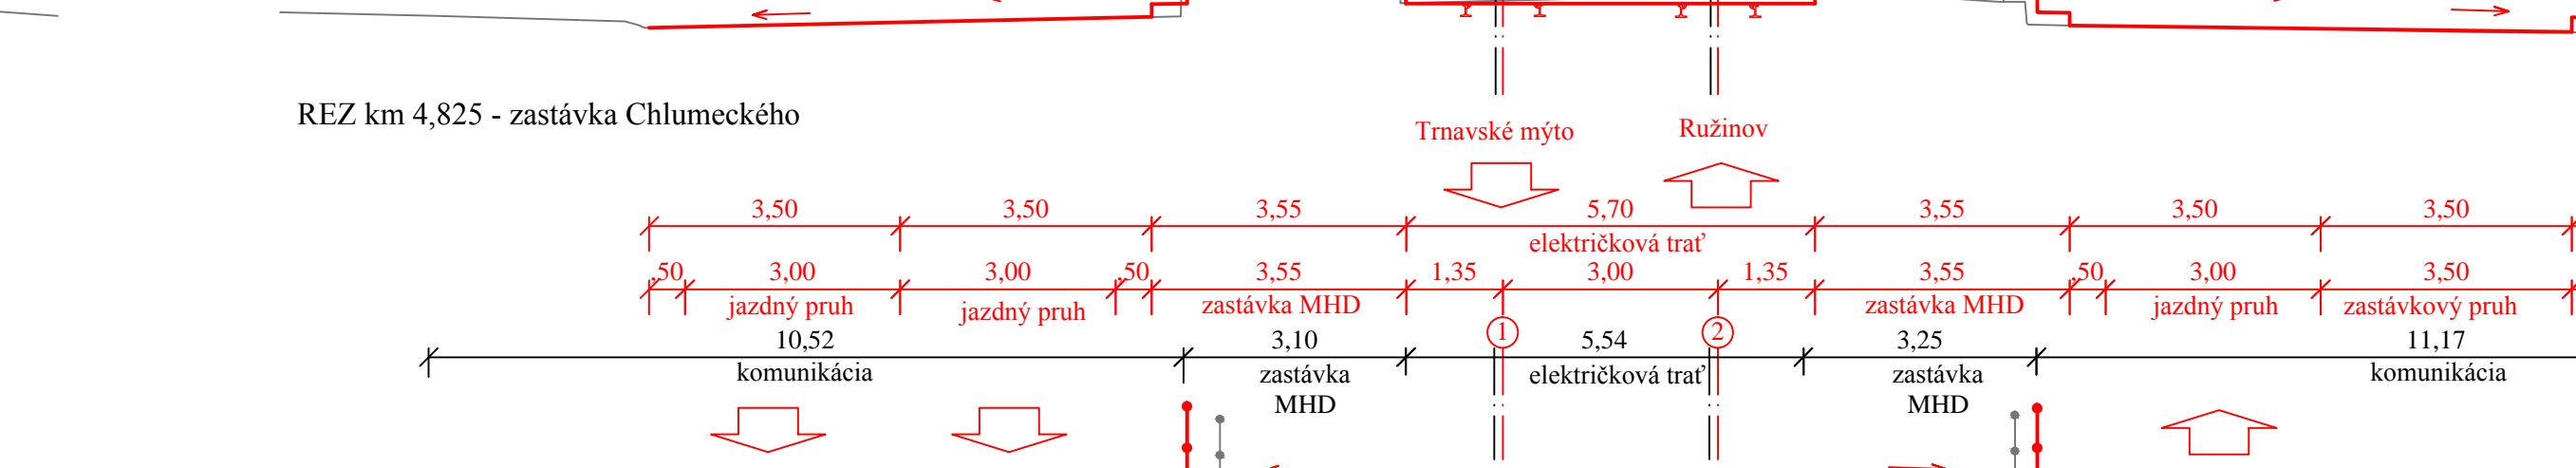 REZ km 4,825 - zastávka Chlumeckého
Trnavské mýto
Ružinov
3,50 3,50 3,55 5,70 3,55 3,50 3,50
električková trať
,50 3,00 3,00 ,50 3,55 1,35 3,00 1,35 3,55 ,50 3,00 3,50
jazdný pruh jazdný pruh zastávka MHD zastávka MHD jazdný pruh zastávkový pruh
1 2
10,52 3,10 5,54 3,25 11,17
komunikácia zastávka električková trať zastávka komunikácia
MHD MHD